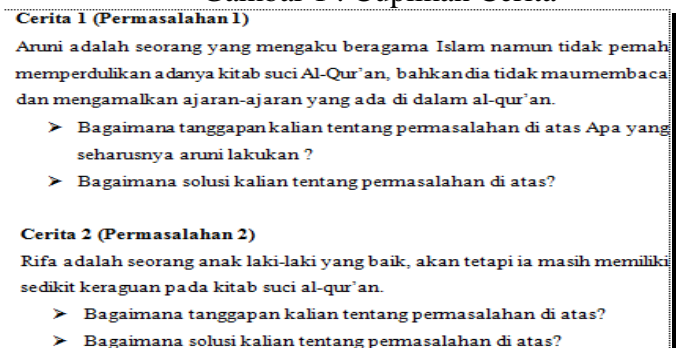 Cerita 1 (Permasalahan 1)
Aruni adalah seorang yang mengaku beragama Islam namun tidak pernah
memperdulikan adanya kitab suci Al-Qur'an, bahkan dia tidak mau membaca
dan mengamalkan ajaran-ajaran yang ada di dalam al-qur'an.
➤ Bagaimana tanggapan kalian tentang permasalahan di atas Apa yang
seharusnya aruni lakukan ?
➤ Bagaimana solusi kalian tentang permasalahan di atas?
Cerita 2 (Permasalahan 2)
Rifa adalah seorang anak laki-laki yang baik, akan tetapi ia masih memiliki
sedikit keraguan pada kitab suci al-qur'an.
➤ Bagaimana tanggapan kalian tentang permasalahan di atas?
➤ Bagaimana solusi kalian tentang permasalahan di atas?